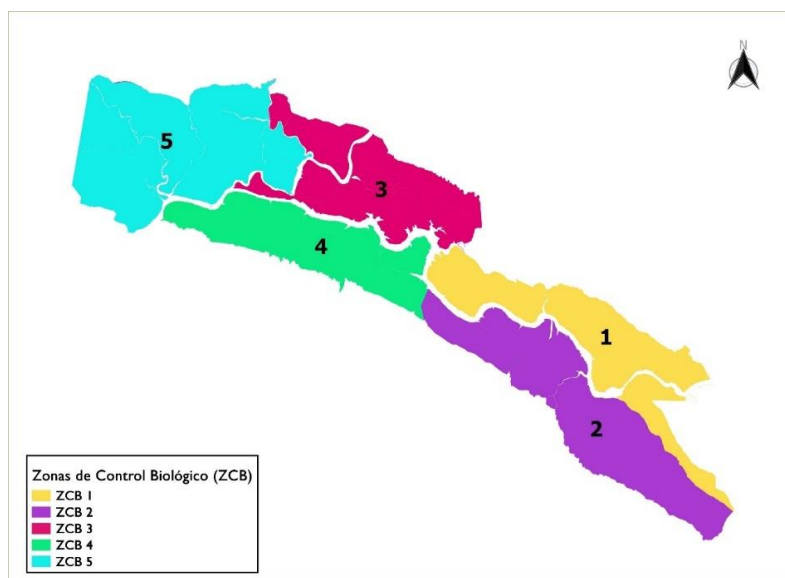 N
5
3
4
1
2
Zonas de Control Biológico (ZCB)
ZCB 1
ZCB 2
ZCB 3
ZCB 4
ZCB 5